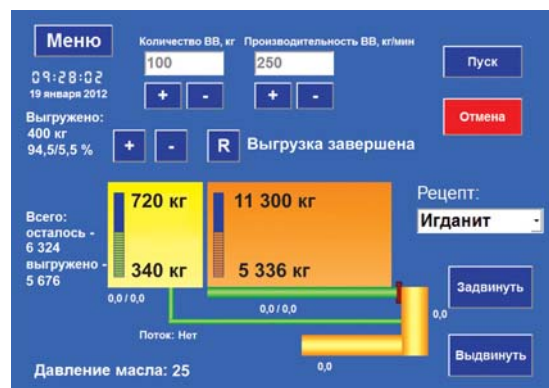 Меню
Количество ВВ, кг
Производительность ВВ, кг/мин
100
250
Пуск
09:28:02
19 января 2012
+
-
+
-
Отмена
Выгружено:
400 кг
94,5/5,5 %
+
-
R
Выгрузка завершена
720 кг
11 300 кг
Рецепт:
Игданит
Всего:
осталось -
6 324
выгружено -
5 676
340 кг
5 336 кг
Задвинуть
0,0 / 0,0
0,0 / 0,0
0,0
Поток: Нет
Давление масла: 25
0,0
Выдвинуть